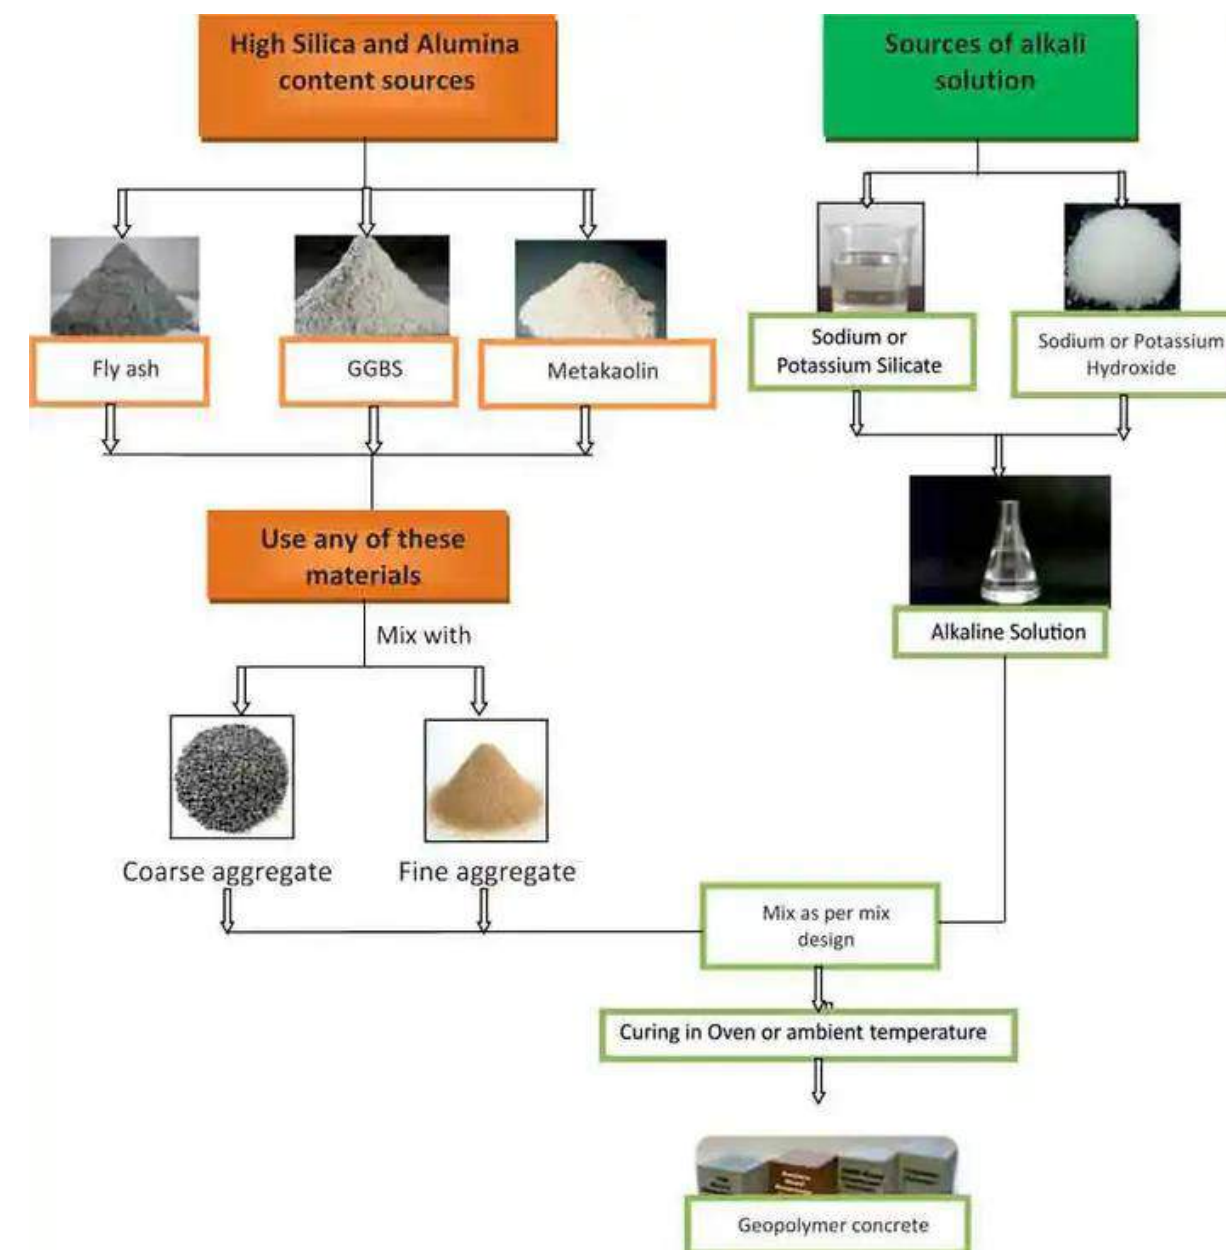 High Silica and Alumina
content sources
Sources of alkali
solution
Fly ash
GGBS
Metakaolin
Sodium or
Potassium Silicate
Sodium or Potassium
Hydroxide
Use any of these
materials
Mix with
Alkaline Solution
Coarse aggregate
Fine aggregate
Mix as per mix
design
Curing in Oven or ambient temperature
Geopolymer concrete